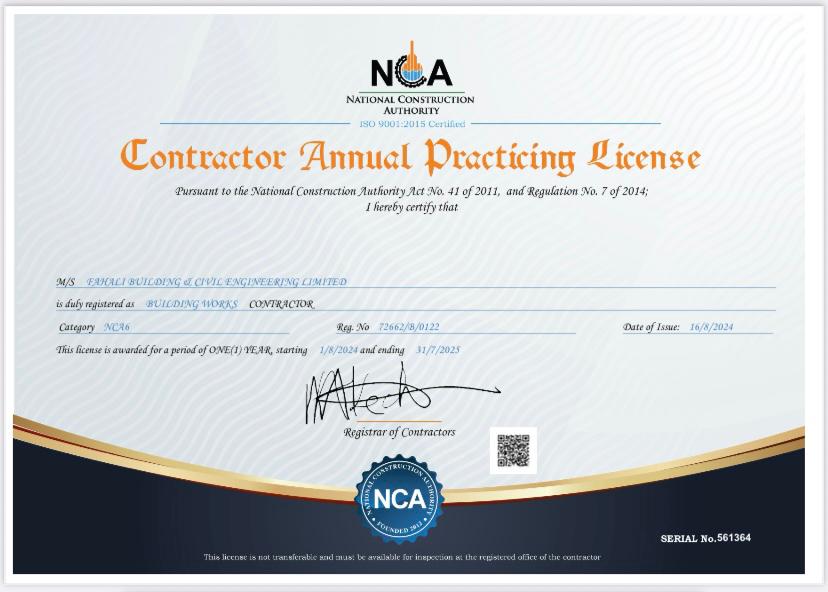 NCA
NATIONAL CONSTRUCTION
AUTHORITY
ISO 9001:2015 Certified
Contractor Annual Practicing License
Pursuant to the National Construction Authority Act No. 41 of 2011, and Regulation No. 7 of 2014;
I hereby certify that
M/S FAHALI BUILDING & CIVIL ENGINEERING LIMITED
is duly registered as BUILDING WORKS CONTRACTOR
Category NCA6 Reg. No 72662/B/0122 Date of Issue: 16/8/2024
This license is awarded for a period of ONE(1) YEAR, starting 1/8/2024 and ending 31/7/2025
Registrar of Contractors
NATIONAL CONSTRUCTION AUTHORITY
NCA
FOUNDED 2012
SERIAL No.561364
This license is not transferable and must be available for inspection at the registered office of the contractor